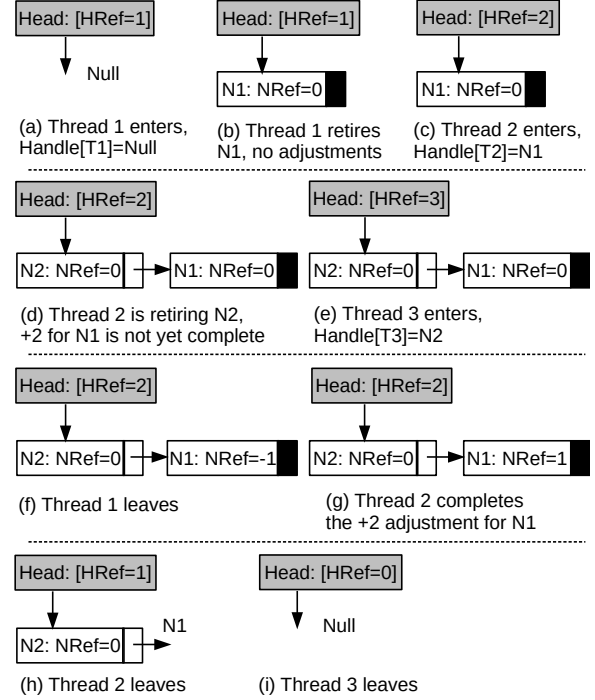 Head: [HRef=1]
Null
(a) Thread 1 enters,
Handle[T1]=Null
Head: [HRef=1]
N1: NRef=0
(b) Thread 1 retires
N1, no adjustments
Head: [HRef=2]
N1: NRef=0
(c) Thread 2 enters,
Handle[T2]=N1
Head: [HRef=2]
N2: NRef=0
N1: NRef=0
(d) Thread 2 is retiring N2,
+2 for N1 is not yet complete
Head: [HRef=3]
N2: NRef=0
N1: NRef=0
(e) Thread 3 enters,
Handle[T3]=N2
Head: [HRef=2]
N2: NRef=0
N1: NRef=-1
(f) Thread 1 leaves
Head: [HRef=2]
N2: NRef=0
N1: NRef=1
(g) Thread 2 completes
the +2 adjustment for N1
Head: [HRef=1]
N2: NRef=0
N1
(h) Thread 2 leaves
Head: [HRef=0]
Null
(i) Thread 3 leaves